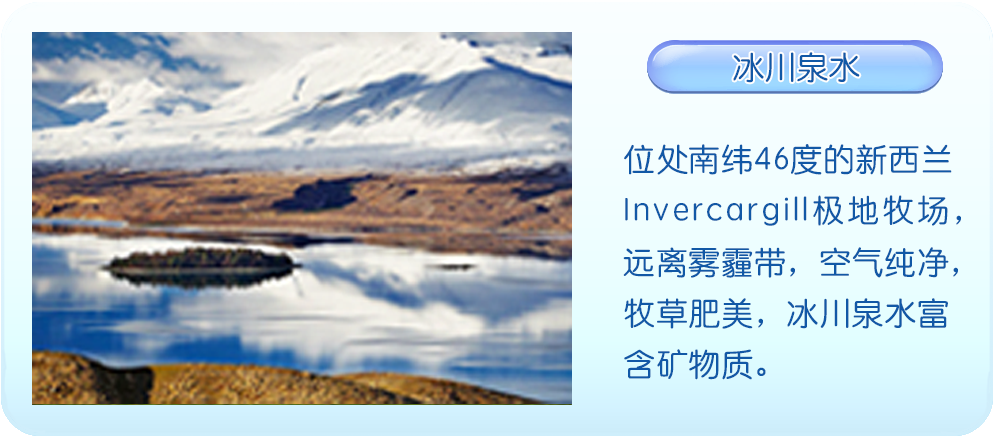 冰川泉水
位处南纬46度的新西兰
Invercargill极地牧场，
远离雾霾带，空气纯净，
牧草肥美，冰川泉水富
含矿物质。